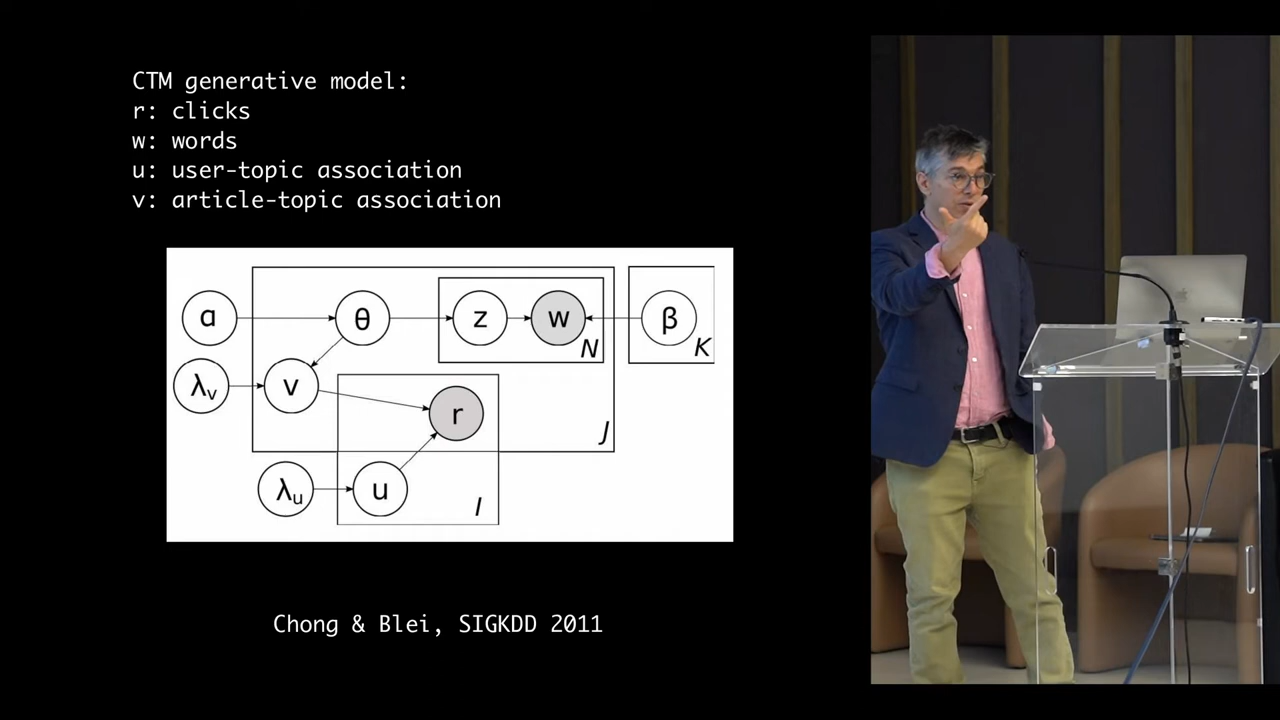 CTM generative model:
r: clicks
w: words
u: user-topic association
v: article-topic association
α
θ
z
w
β
N
K
λv
v
r
J
λu
u
I
Chong & Blei, SIGKDD 2011